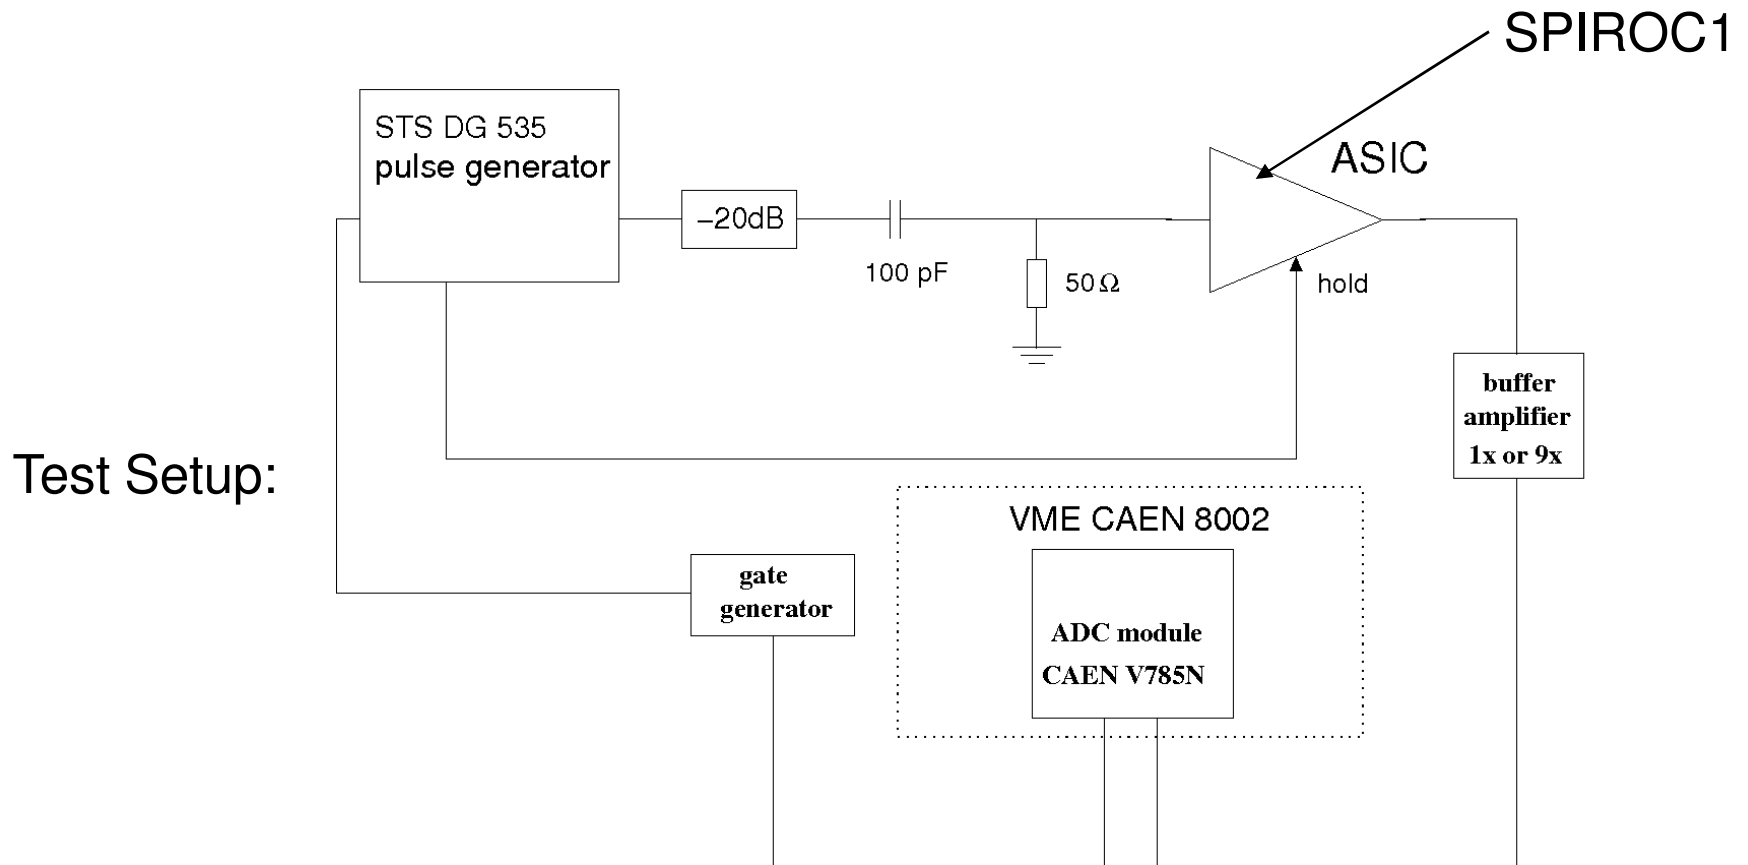 SPIROC1
STS DG 535
pulse generator
ASIC
−20dB
100 pF
50 Ω
hold
buffer
amplifier
1x or 9x
Test Setup:
VME CAEN 8002
gate
generator
ADC module
CAEN V785N